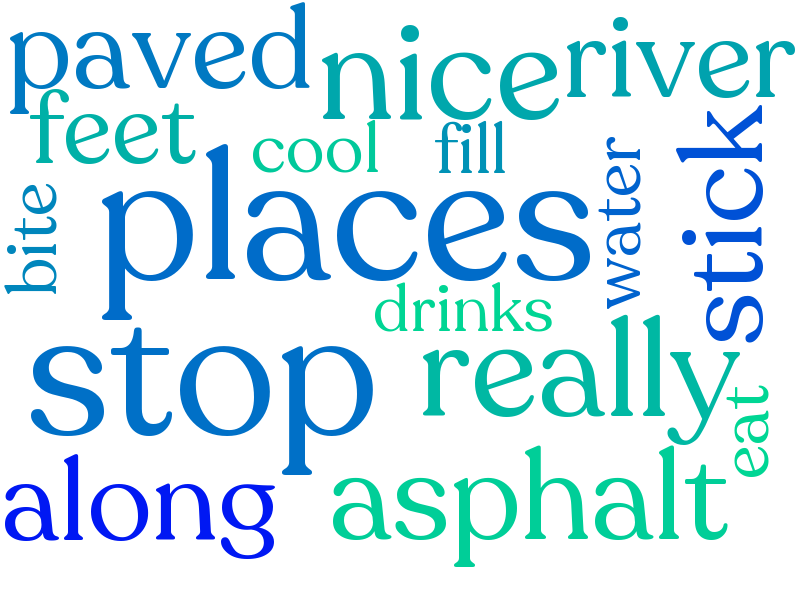 paved
nice
river
feet
cool
fill
places
bite
water
stick
drinks
stop
really
eat
along
asphalt